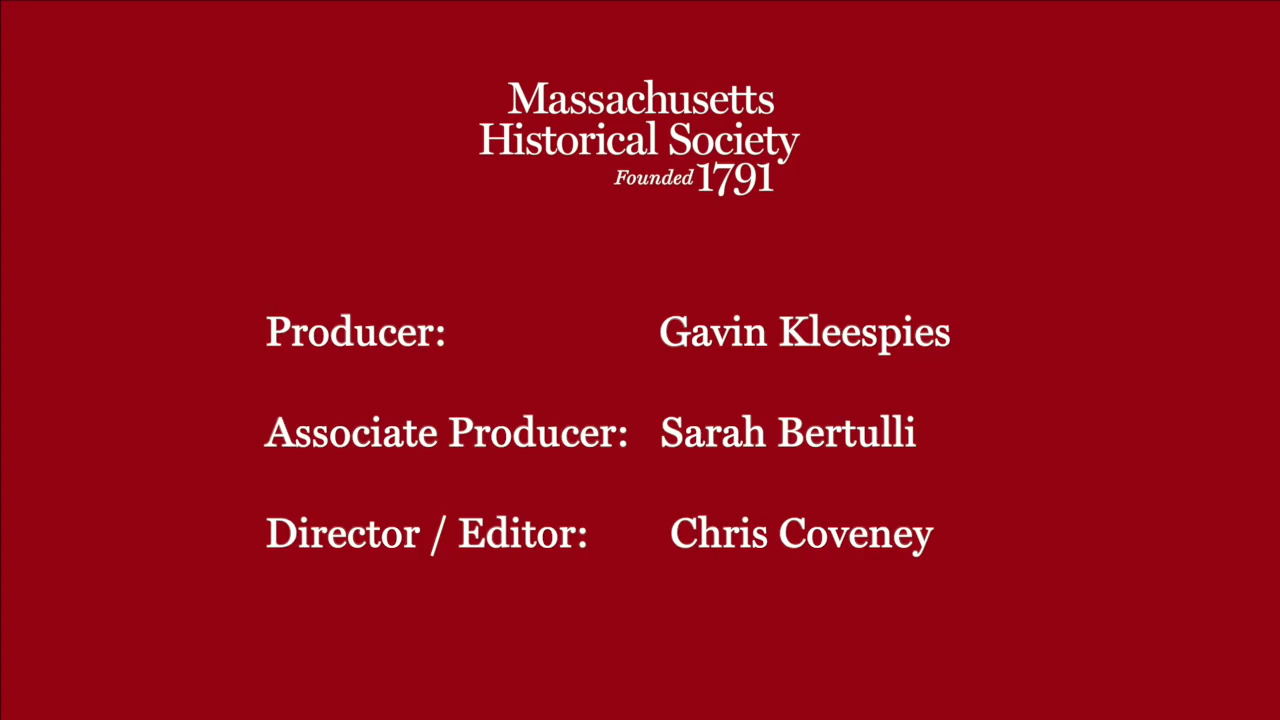 Massachusetts
Historical Society
Founded 1791
Producer: Gavin Kleespies
Associate Producer: Sarah Bertulli
Director / Editor: Chris Coveney